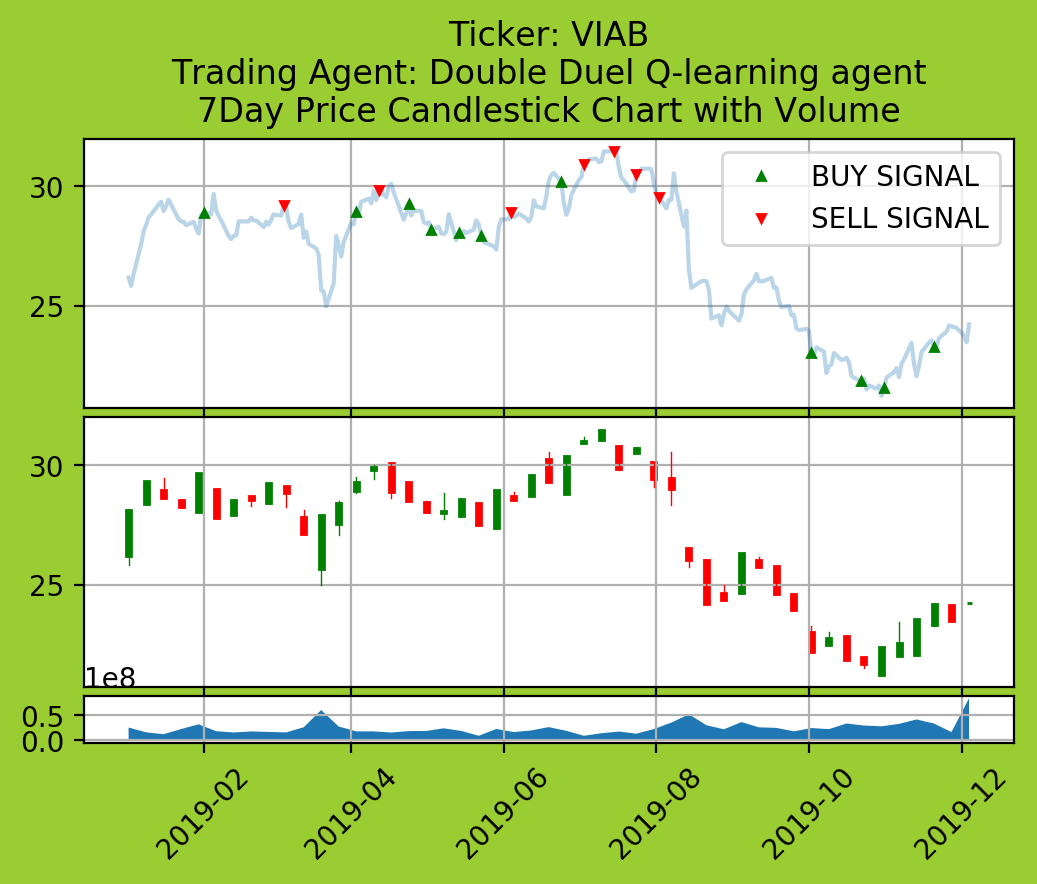 Ticker: VIAB
Trading Agent: Double Duel Q-learning agent
7Day Price Candlestick Chart with Volume
BUY SIGNAL
SELL SIGNAL
30
25
30
25
1e8
0.5
0.0
2019-02
2019-04
2019-06
2019-08
2019-10
2019-12